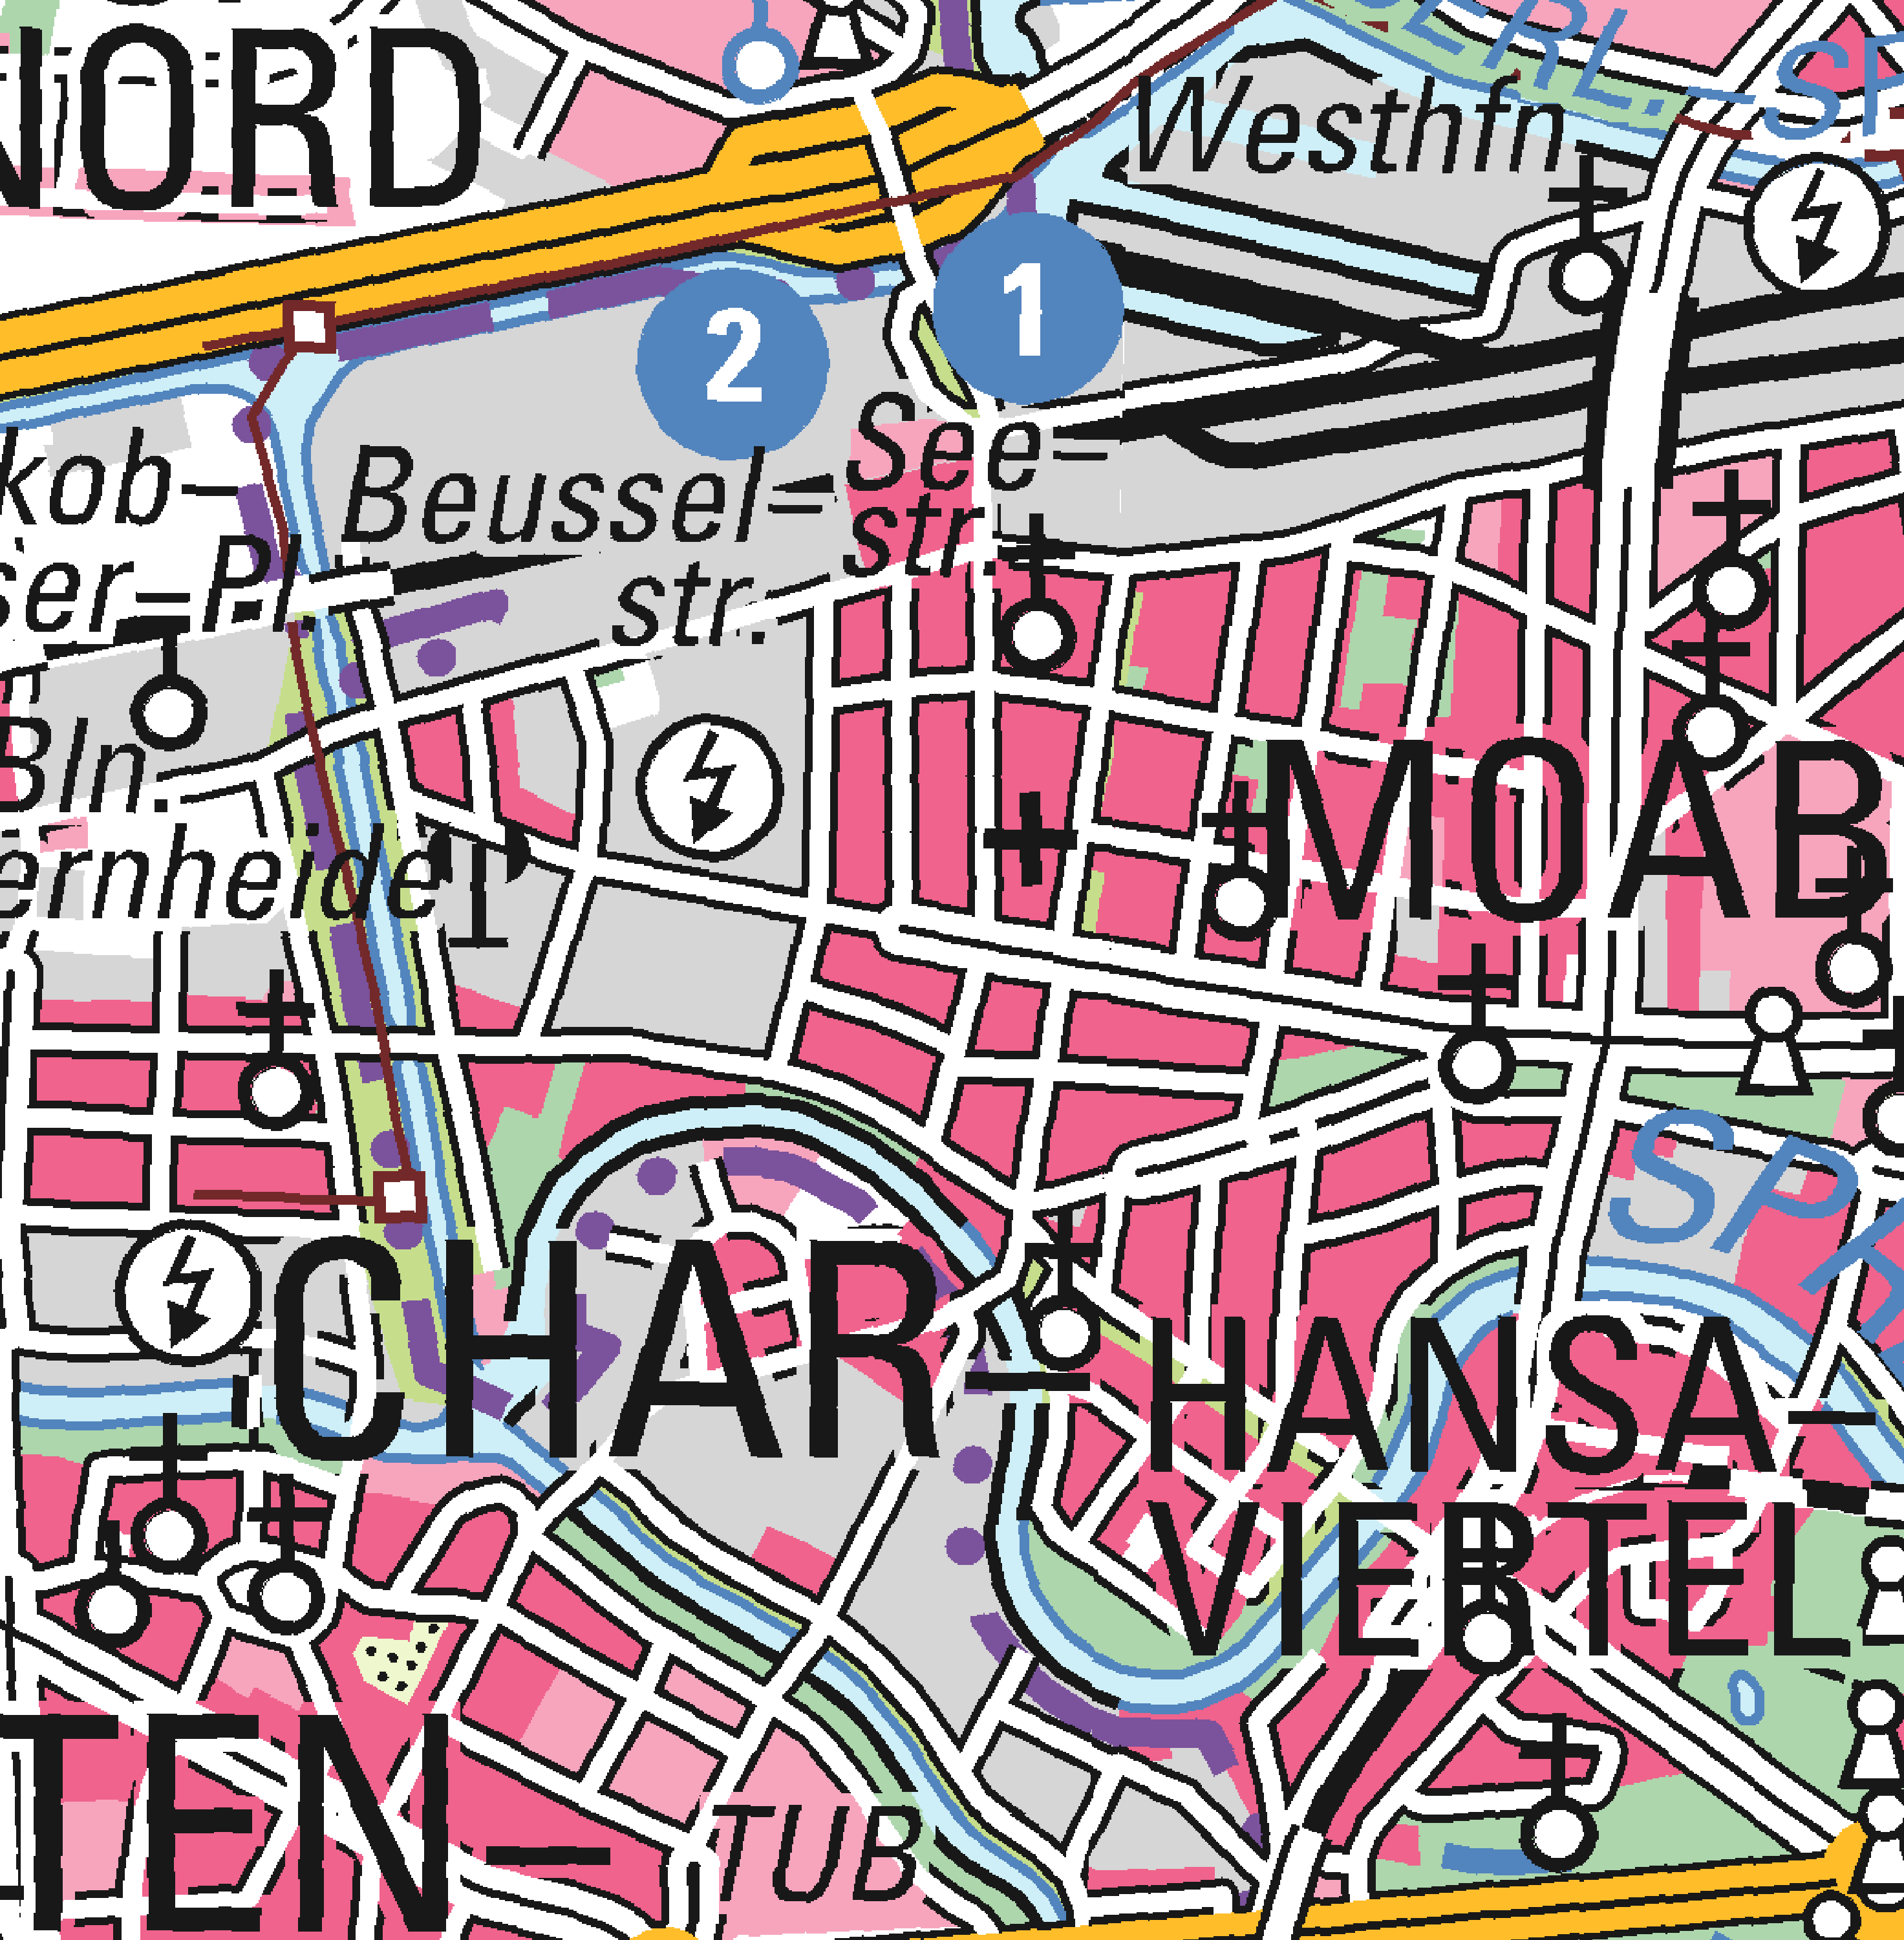 NORD
Westhfn
1
2
kob-
ser-Pl.
Beussel=
str.
See=
str.
Bln.
ernheide
MOAB
CHAR-
HANSA-
VIERTEL
TEN-
TUB